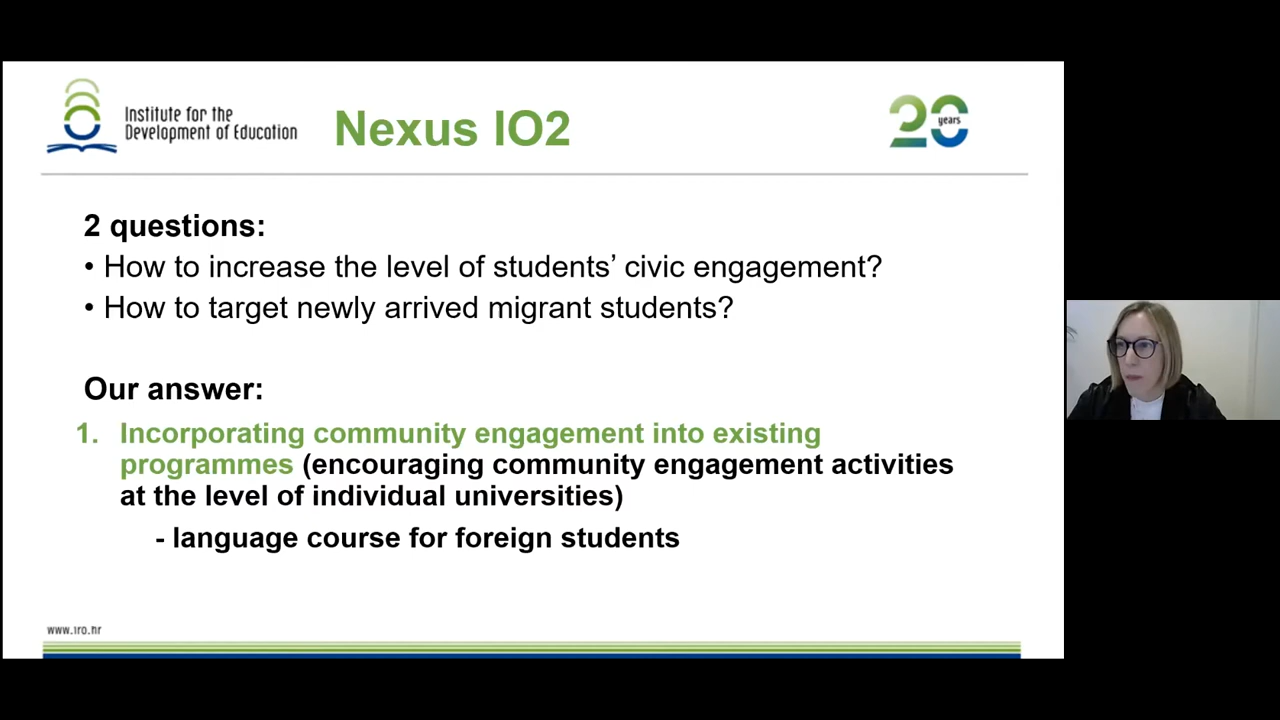 Institute for the
Development of Education
Nexus IO2
20
years
2 questions:
• How to increase the level of students’ civic engagement?
• How to target newly arrived migrant students?
Our answer:
1. Incorporating community engagement into existing
programmes (encouraging community engagement activities
at the level of individual universities)
- language course for foreign students
www.iro.hr